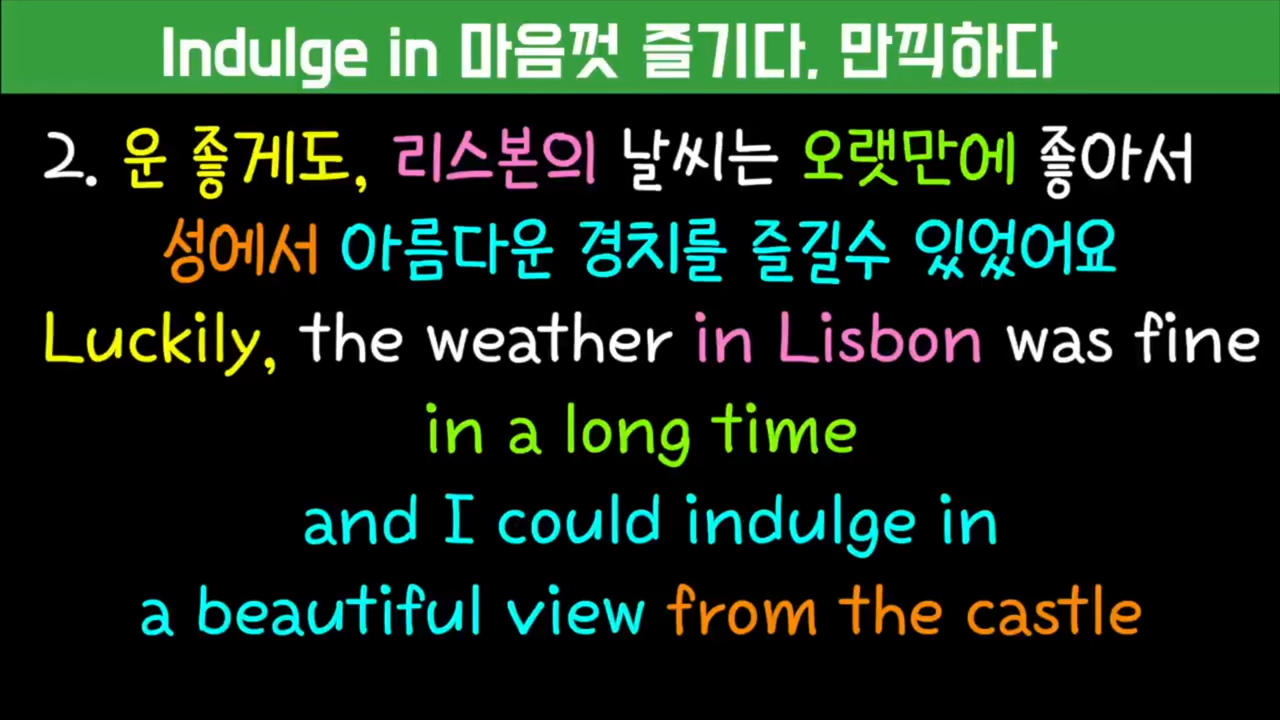 Indulge in 마음껏 즐기다, 만끽하다
2. 운 좋게도, 리스본의 날씨는 오랫만에 좋아서
성에서 아름다운 경치를 즐길수 있었어요
Luckily, the weather in Lisbon was fine
in a long time
and I could indulge in
a beautiful view from the castle